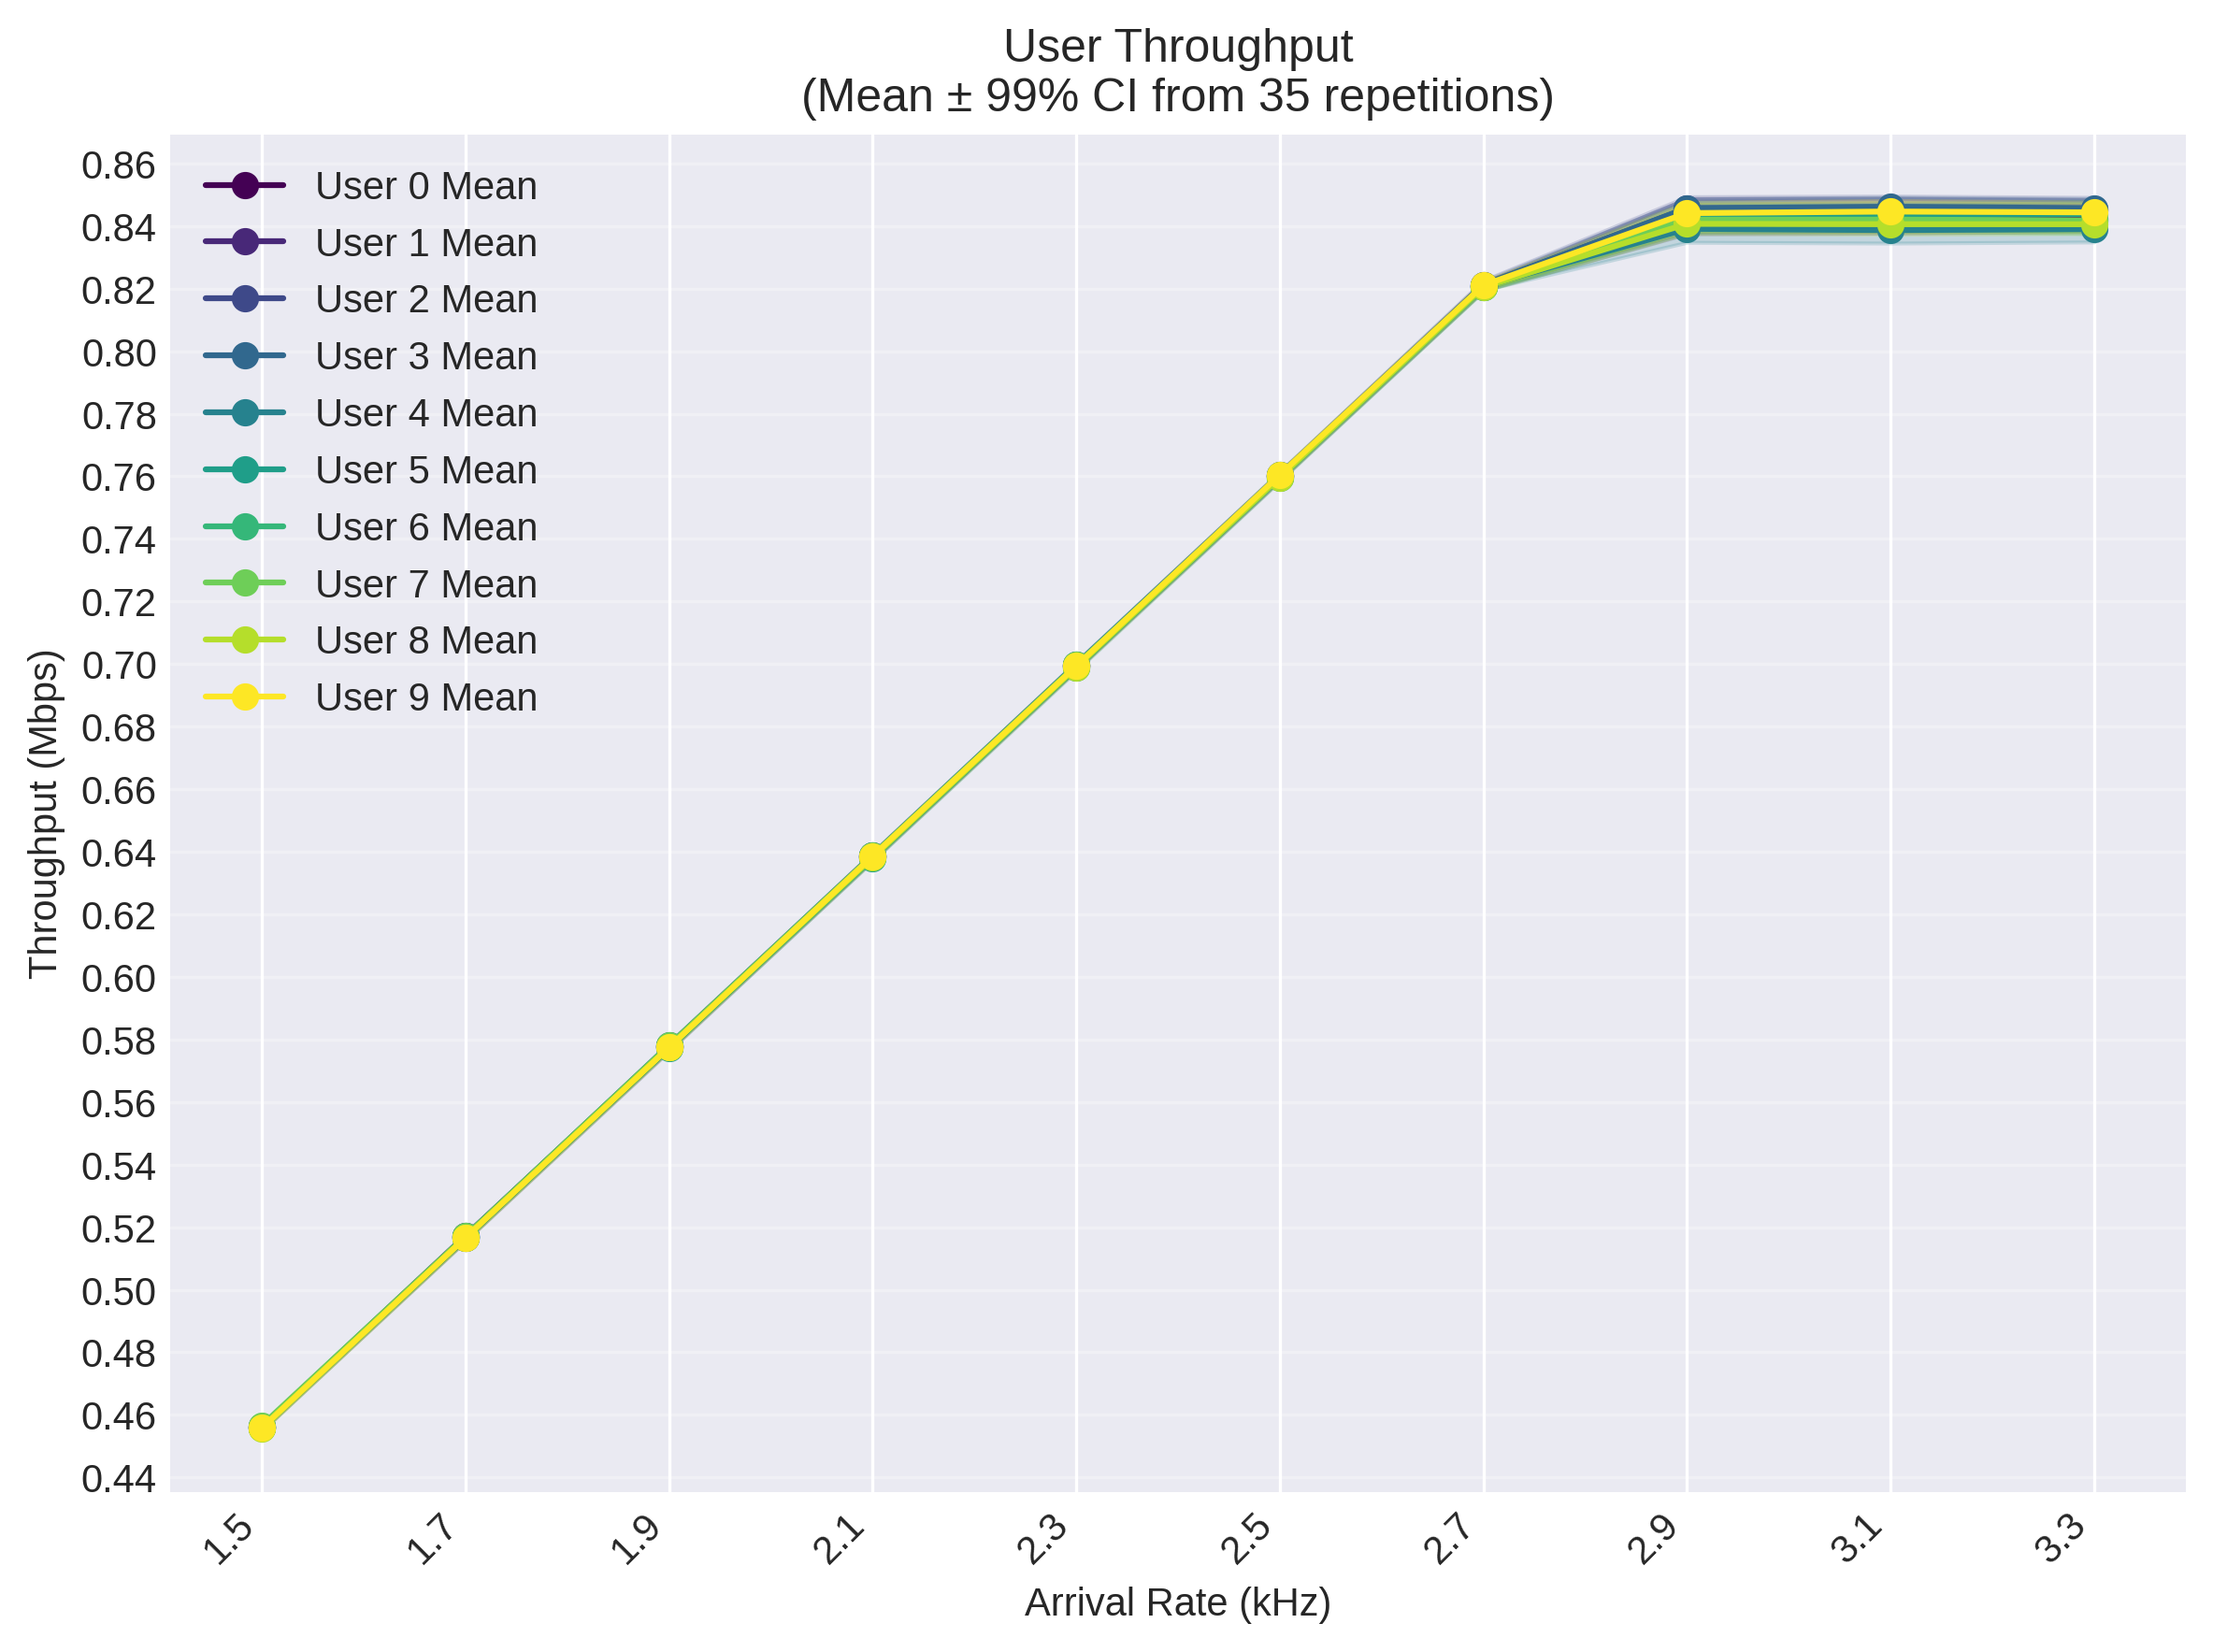 User Throughput
(Mean ± 99% CI from 35 repetitions)
0.86
0.84
0.82
0.80
0.78
0.76
0.74
0.72
0.70
0.68
0.66
0.64
0.62
0.60
0.58
0.56
0.54
0.52
0.50
0.48
0.46
0.44
Throughput (Mbps)
User 0 Mean
User 1 Mean
User 2 Mean
User 3 Mean
User 4 Mean
User 5 Mean
User 6 Mean
User 7 Mean
User 8 Mean
User 9 Mean
1.5
1.7
1.9
2.1
2.3
2.5
2.7
2.9
3.1
3.3
Arrival Rate (kHz)